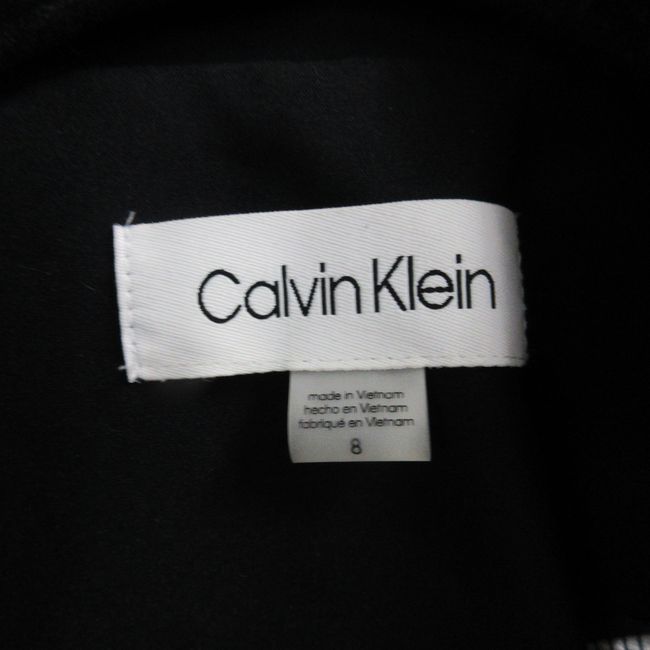 Calvin Klein
made in Vietnam
hecho en Vietnam
fabriqué en Vietnam
8